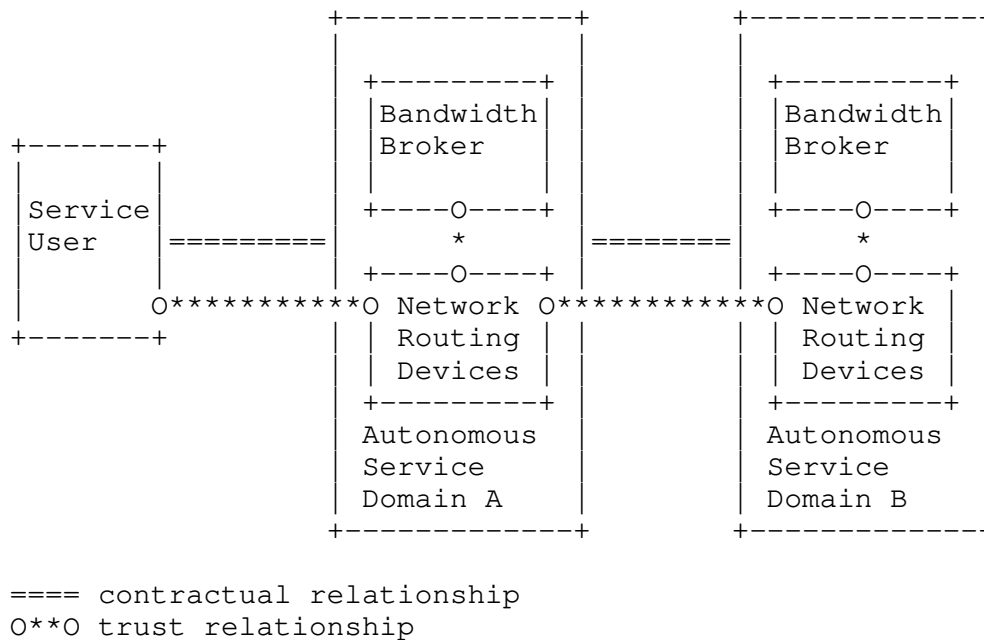 Bandwidth Bandwidth
Broker Broker
Service
User ========= ========
O***********O Network O************O Network
Routing Routing
Devices Devices
Autonomous Autonomous
Service Service
Domain A Domain B
==== contractual relationship
O**O trust relationship